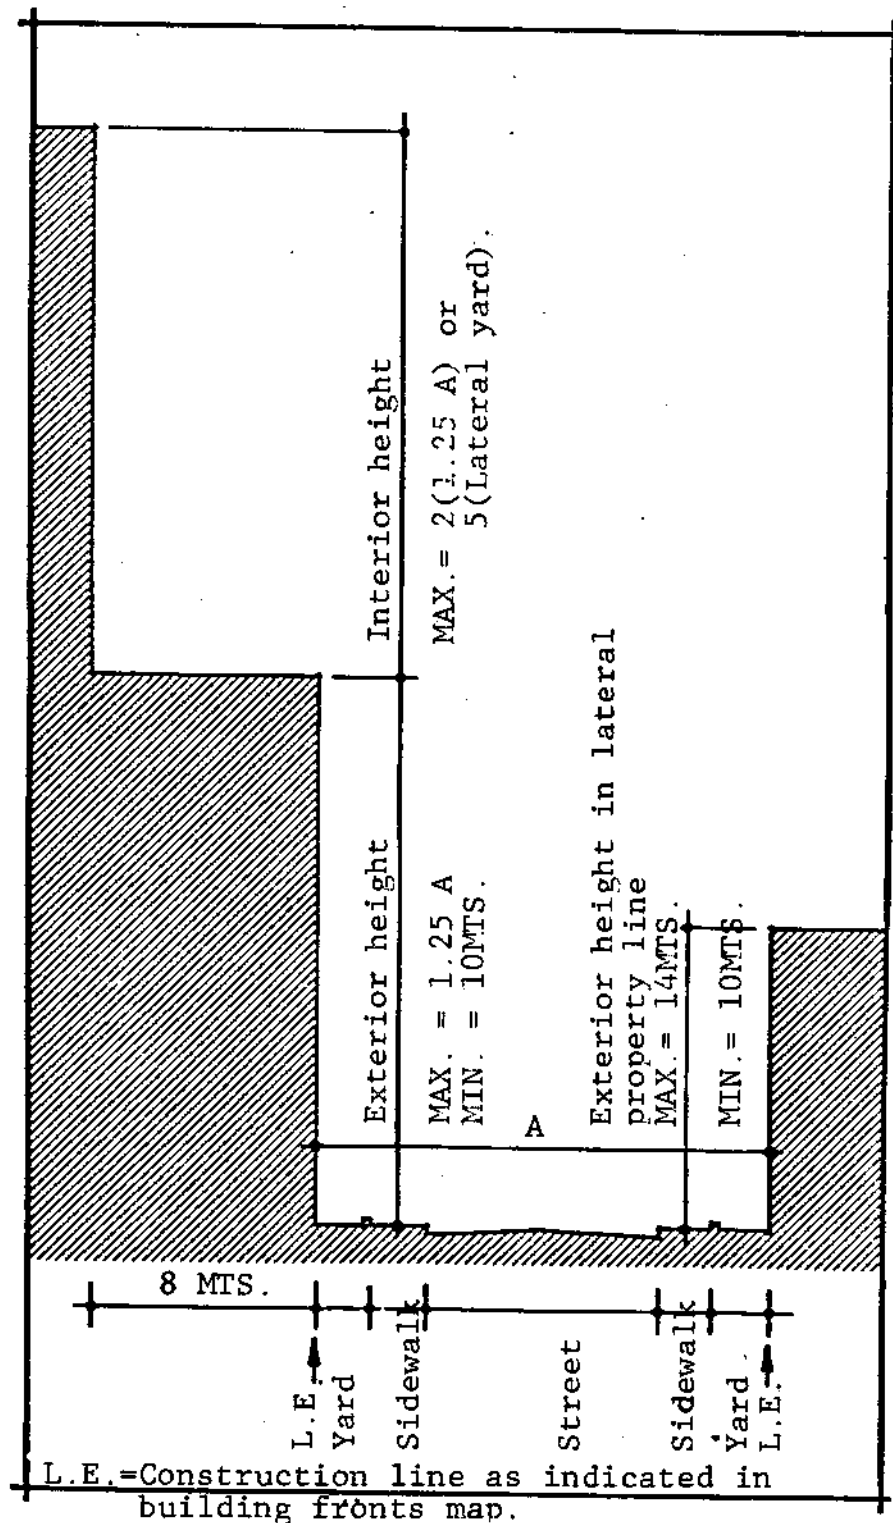 Interior height
MAX.= 2(1.25 A) or
5(Lateral yard).
Exterior height
MAX. = 1.25 A
MIN. = 10MTS.
Exterior height in lateral
property line
MAX.= 14MTS.
MIN.= 10MTS.
A
8 MTS.
L.E.
Yard
Sidewalk
Street
Sidewalk
Yard
L.E.
L.E.=Construction line as indicated in
building fronts map.